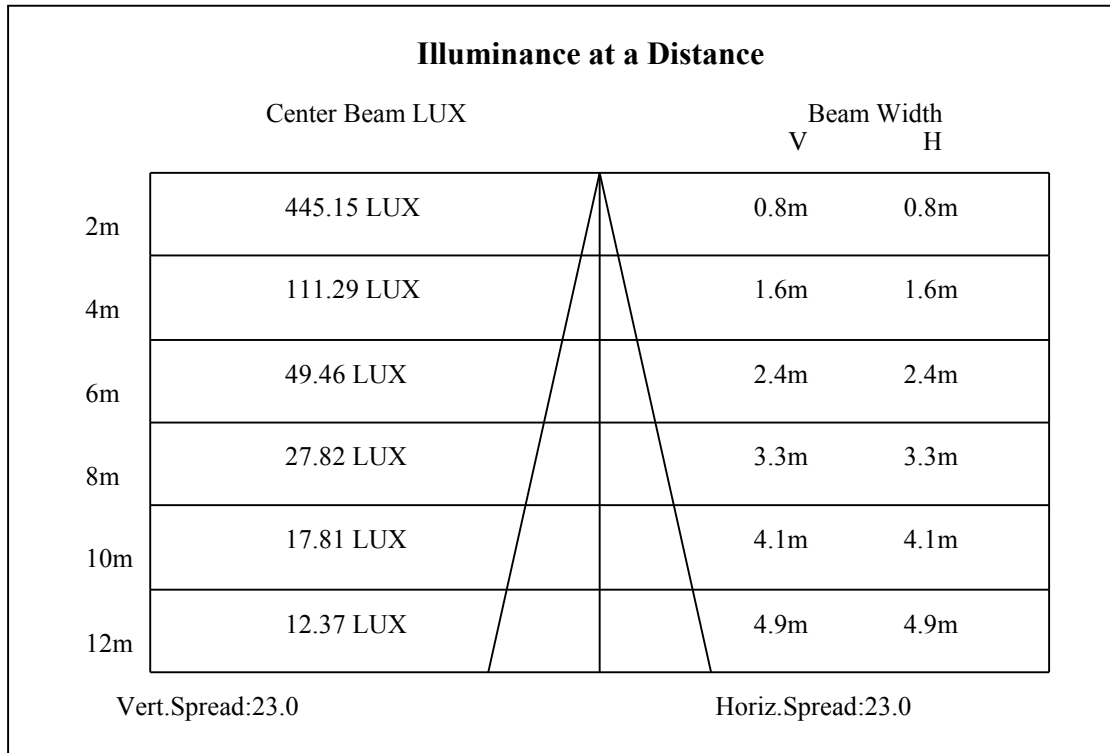 Illuminance at a Distance
Center Beam LUX Beam Width
V H
2m 445.15 LUX 0.8m 0.8m
4m 111.29 LUX 1.6m 1.6m
6m 49.46 LUX 2.4m 2.4m
8m 27.82 LUX 3.3m 3.3m
10m 17.81 LUX 4.1m 4.1m
12m 12.37 LUX 4.9m 4.9m
Vert.Spread:23.0 Horiz.Spread:23.0